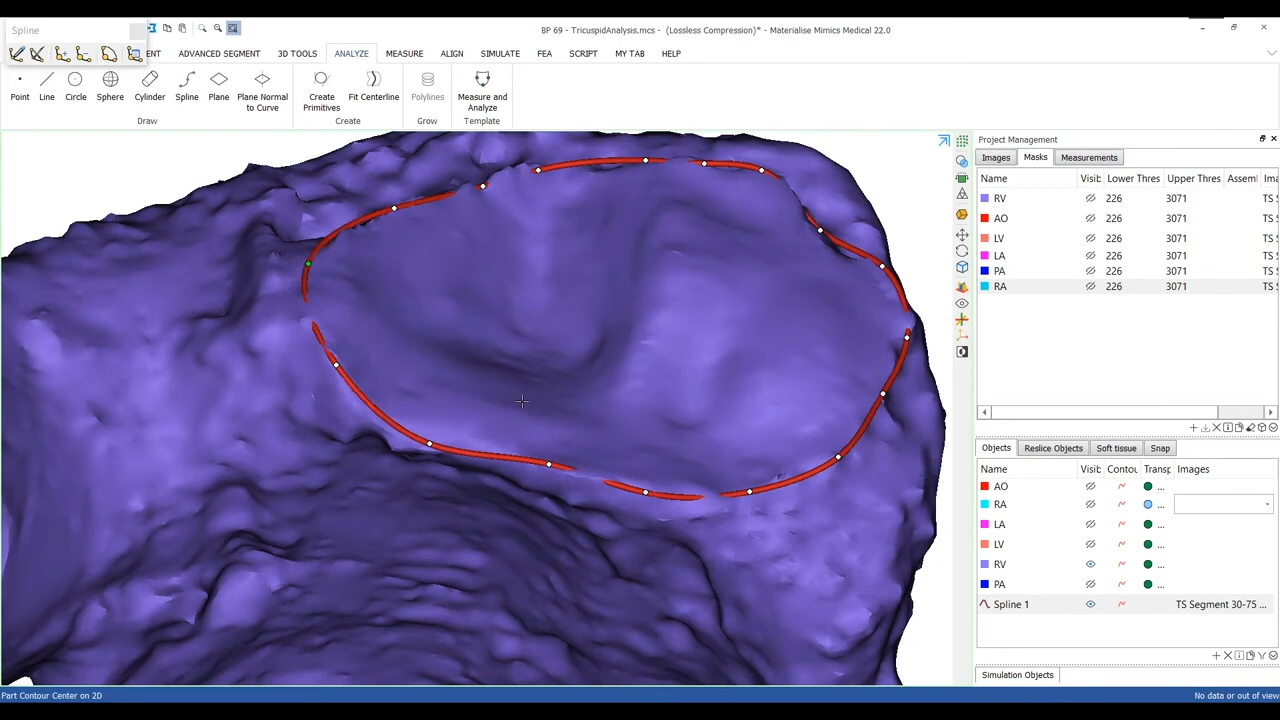 Spline
BP 69 - TricuspidAnalysis.mcs - (Lossless Compression)* - Materialise Mimics Medical 22.0
ENT ADVANCED SEGMENT 3D TOOLS ANALYZE MEASURE ALIGN SIMULATE FEA SCRIPT MY TAB HELP
Point Line Circle Sphere Cylinder Spline Plane Plane Normal to Curve
Draw
Create Primitives Fit Centerline
Create
Polylines
Grow
Measure and Analyze
Template
Project Management
Images Masks Measurements
Name Visib Lower Thres Upper Thres Assem Ima
RV 226 3071 TS S
AO 226 3071 TS S
LV 226 3071 TS S
LA 226 3071 TS S
PA 226 3071 TS S
RA 226 3071 TS S
Objects Reslice Objects Soft tissue Snap
Name Visib Contou Transp Images
AO ...
RA ...
LA ...
LV ...
RV ...
PA ...
Spline 1 TS Segment 30-75 ...
Simulation Objects
Part Contour Center on 2D
No data or out of view